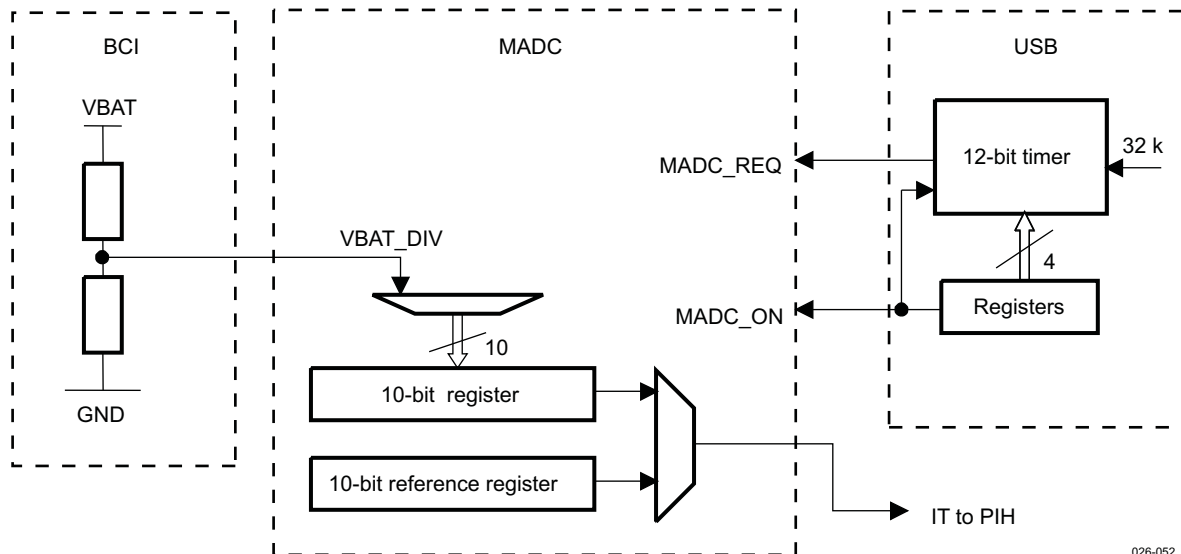 BCI
MADC
USB
VBAT
12-bit timer
32 k
MADC_REQ
VBAT_DIV
4
MADC_ON
Registers
10
10-bit register
GND
10-bit reference register
IT to PIH
026-052